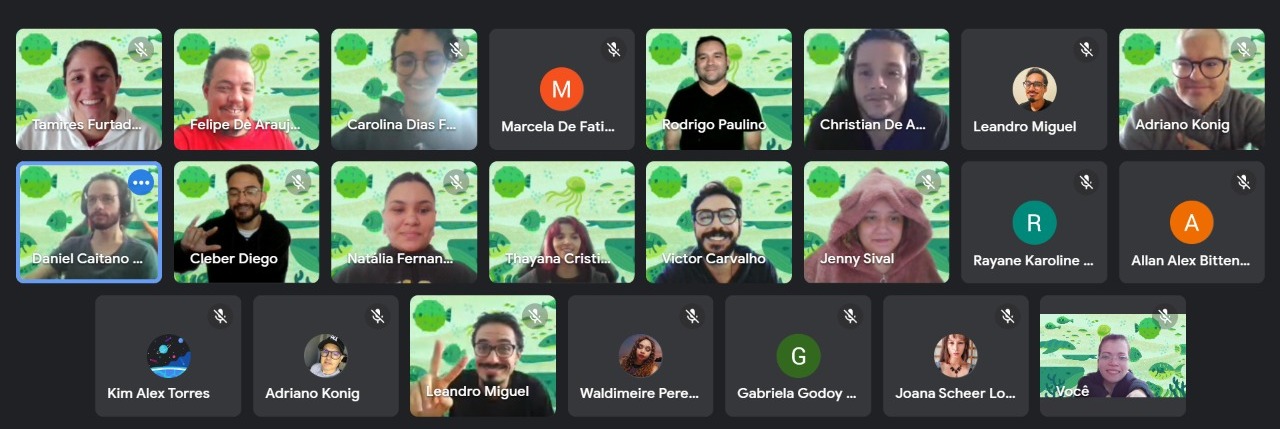 Tamires Furtad...
Felipe De Arauj...
Carolina Dias F...
M
Marcela De Fati...
Rodrigo Paulino
Christian De A...
Leandro Miguel
Adriano Konig
Daniel Caitano ...
Cleber Diego
Natália Fernan...
Thayana Cristi...
Victor Carvalho
Jenny Sival
R
Rayane Karoline ...
A
Allan Alex Bitten...
Kim Alex Torres
Adriano Konig
Leandro Miguel
Waldimeire Pere...
G
Gabriela Godoy ...
Joana Scheer Lo...
Você